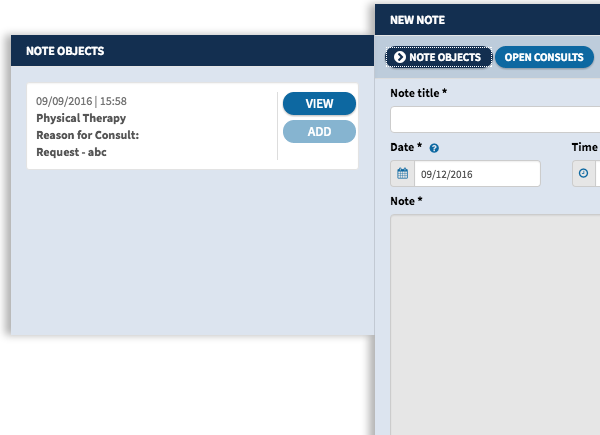 NOTE OBJECTS
09/09/2016 | 15:58
Physical Therapy
Reason for Consult:
Request - abc
VIEW
ADD
NEW NOTE
NOTE OBJECTS
OPEN CONSULTS
Note title *
Date * ?
Time
09/12/2016
Note *